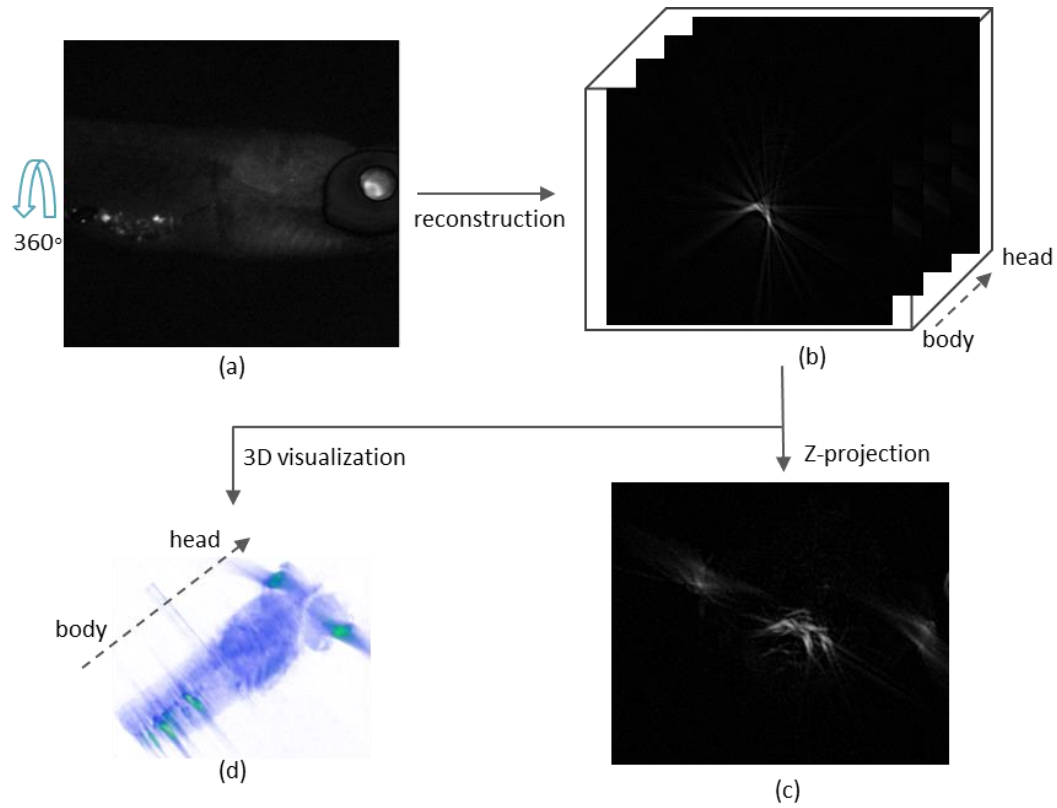 360°
(a)
reconstruction
(b)
body
head
3D visualization
Z-projection
head
body
(d)
(c)